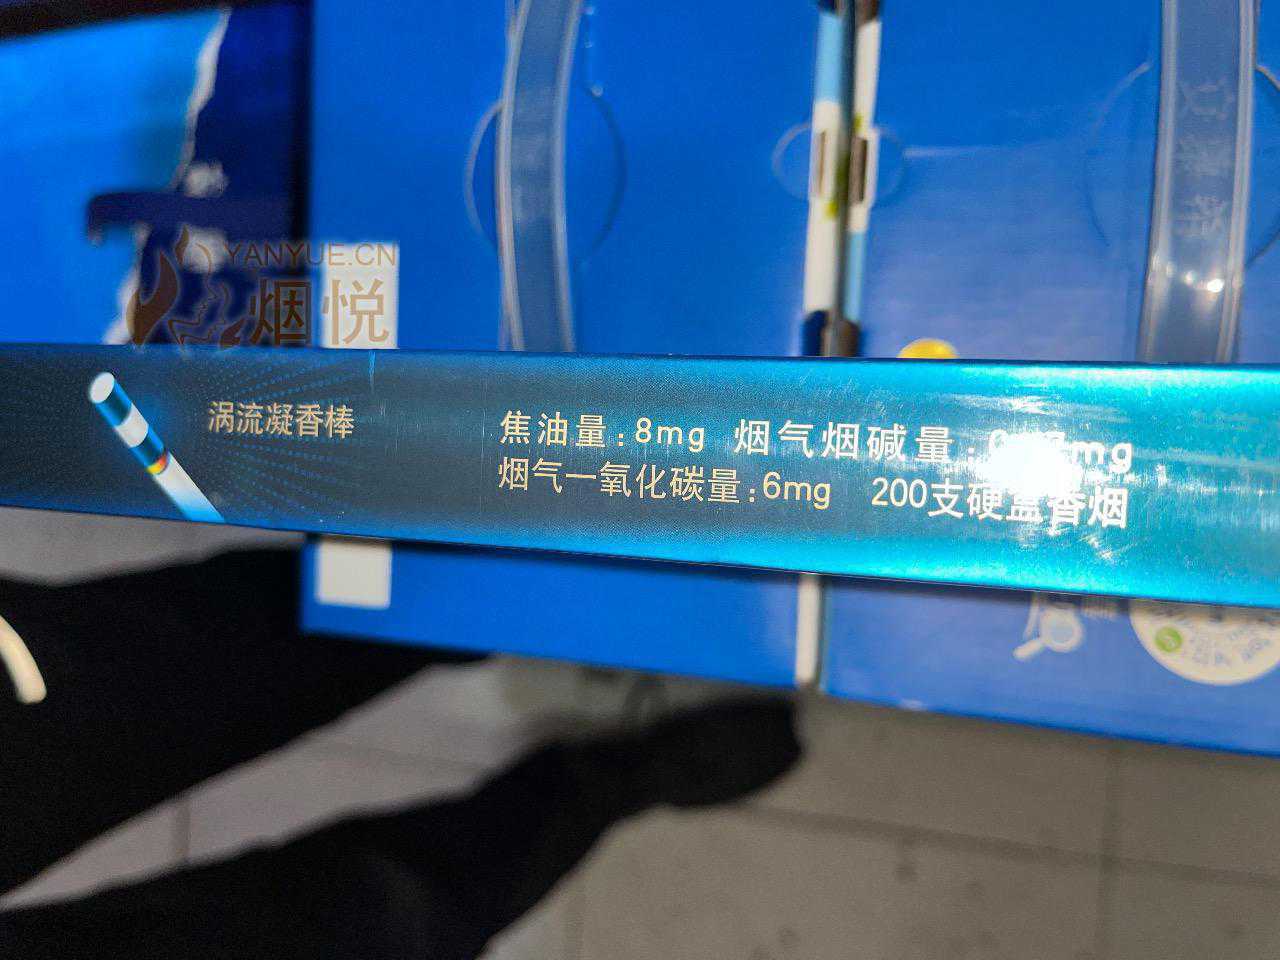 YANYUE.CN
烟悦
涡流凝香棒
焦油量:8mg 烟气烟碱量: mg
烟气一氧化碳量:6mg 200支硬盒香烟